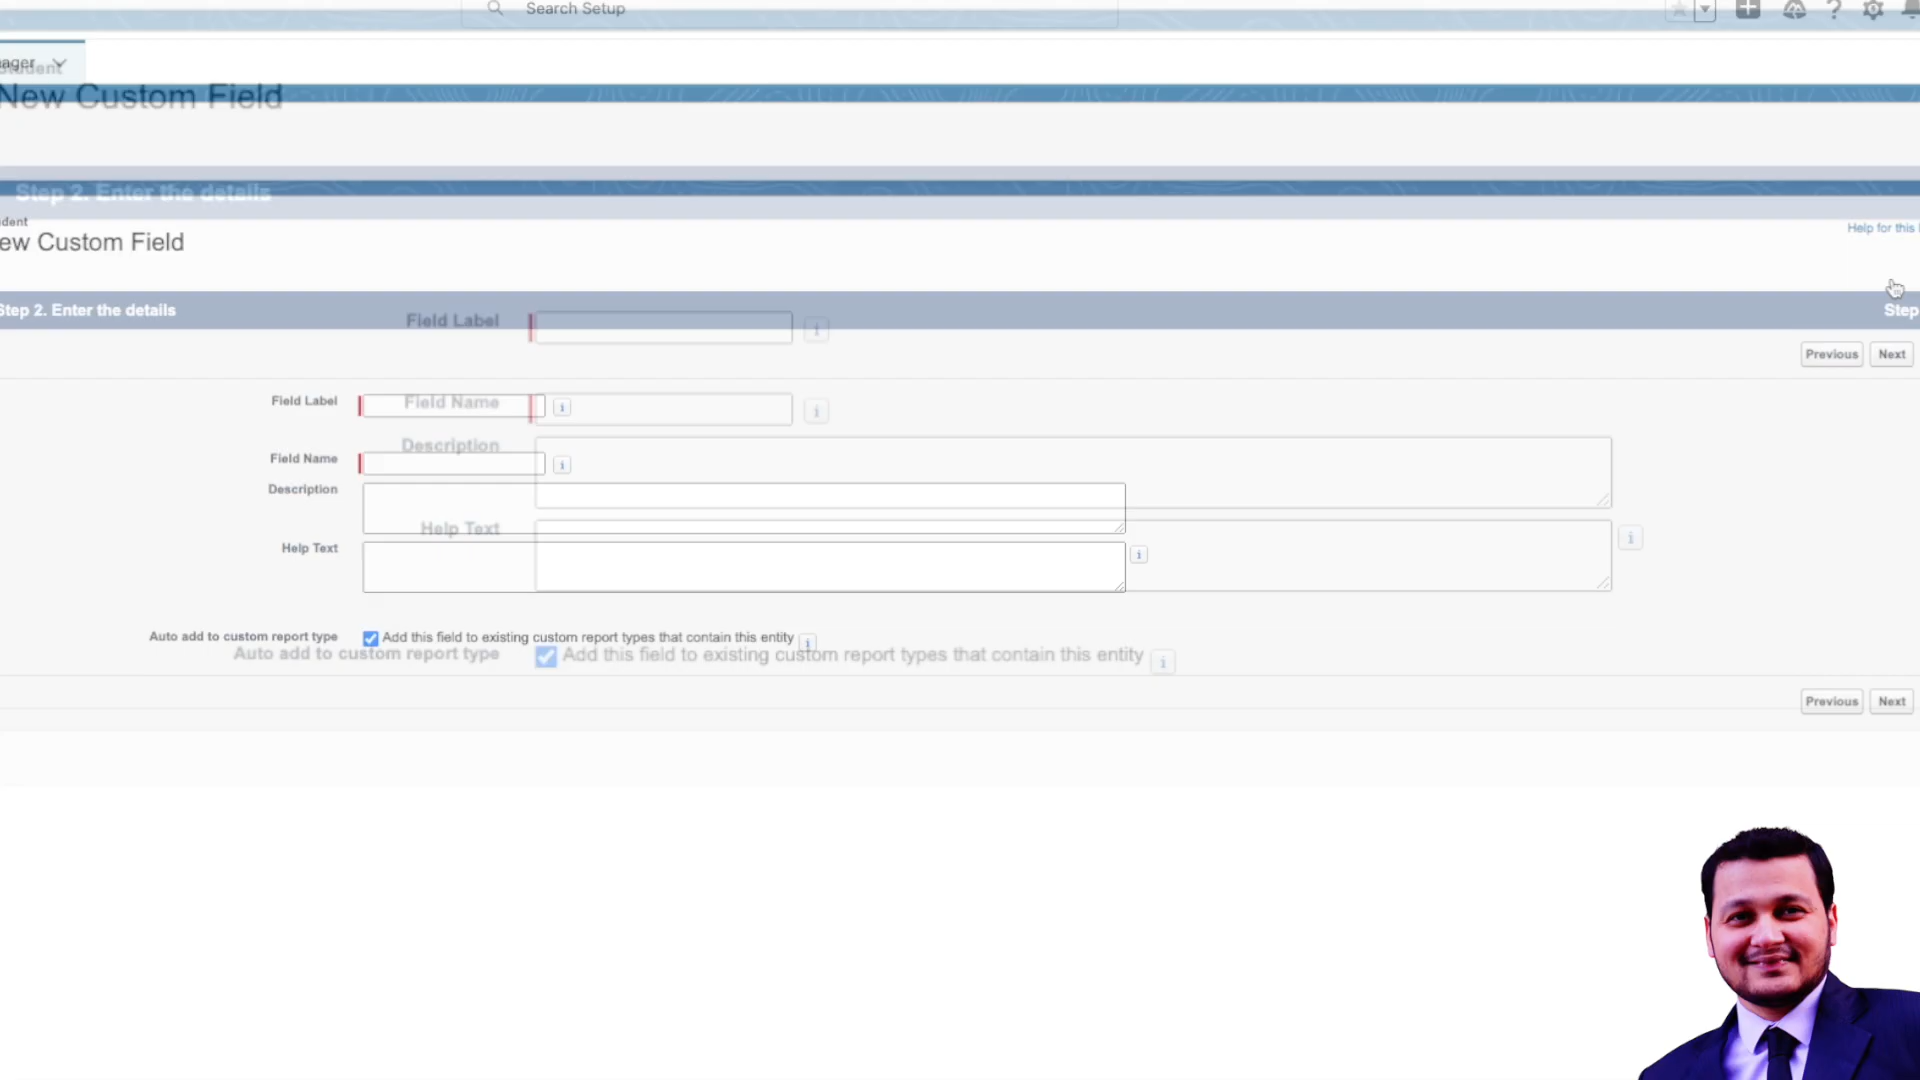 Search Setup
ager
Student
New Custom Field
Step 2. Enter the details
dent
Help for this
ew Custom Field
Step 2. Enter the details
Step
Field Label
Previous
Next
Field Label
Field Name
Description
Field Name
Description
Help Text
Help Text
Auto add to custom report type
Add this field to existing custom report types that contain this entity
Auto add to custom report type
Add this field to existing custom report types that contain this entity
Previous
Next